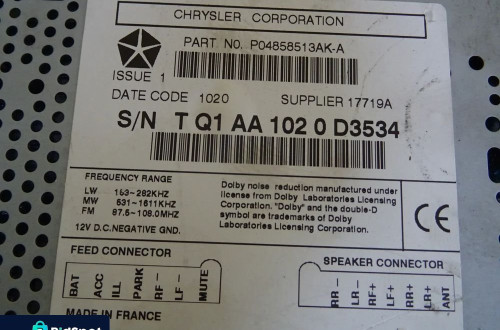 CHRYSLER CORPORATION
PART NO. P04858513AK-A
ISSUE 1
DATE CODE 1020 SUPPLIER 17719A
S/N T Q1 AA 102 0 D3534
FREQUENCY RANGE
LW 153-282KHZ
MW 531-1611KHZ
FM 87.5-108.0MHZ
12V D.C.NEGATIVE GND.
Dolby noise reduction manufactured under
license from Dolby Laboratories Licensing
Corporation. "Dolby" and the double-D
symbol are trademarks of Dolby
Laboratories Licensing Corporation.
CE
FEED CONNECTOR
BAT
ACC
ILL
PARK
RF -
LF -
MUTE
SPEAKER CONNECTOR
RR -
LR -
RF+
LF+
RR+
LR+
ANT
MADE IN FRANCE